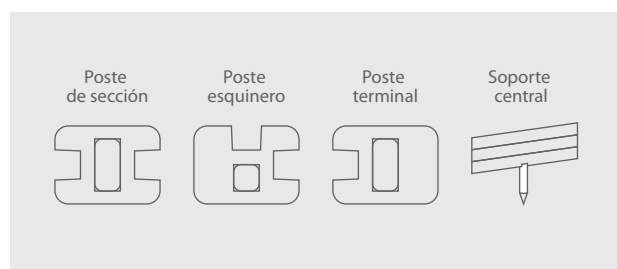 Poste
de sección
Poste
esquinero
Poste
terminal
Soporte
central